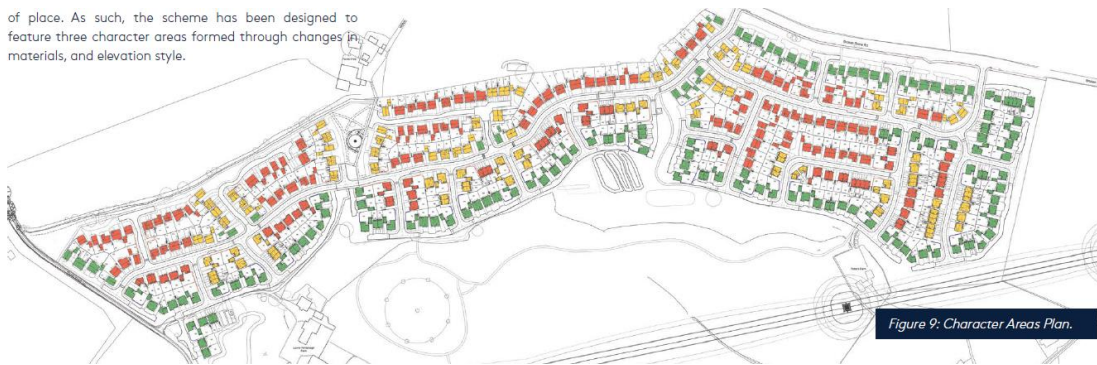 of place. As such, the scheme has been designed to
feature three character areas formed through changes in
materials, and elevation style.
Figure 9: Character Areas Plan.